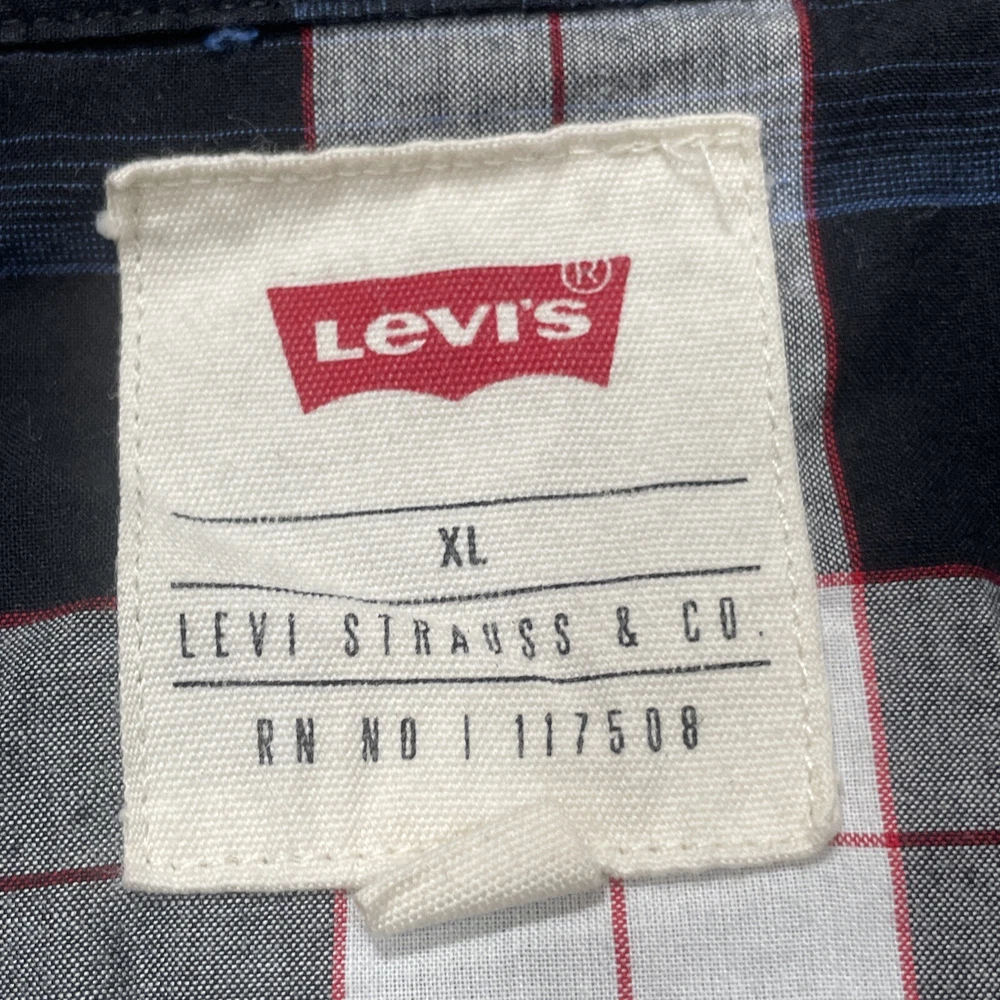 Levi's®
XL
LEVI STRAUSS & CO.
RN NO | 117508